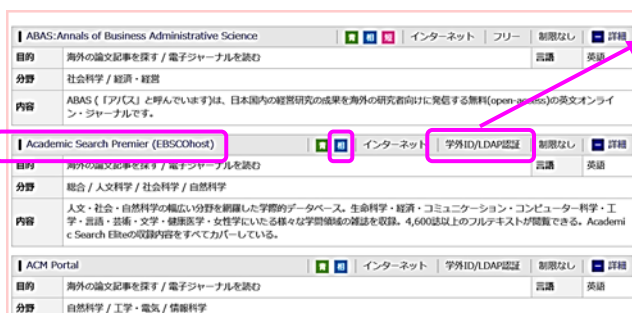 ABAS:Annals of Business Administrative Science 青 相 短 インターネット フリー 制限なし 詳細
目的 海外の論文記事を探す / 電子ジャーナルを読む 言語 英語
分野 社会科学 / 経済・経営
内容 ABAS (「アバス」と呼んでいます)は、日本国内の経営研究の成果を海外の研究者向けに発信する無料(open-access)の英文オンライ
ン・ジャーナルです。
Academic Search Premier (EBSCOhost) 青 相 インターネット 学外ID/LDAP認証 制限なし 詳細
目的 海外の論文記事を探す / 電子ジャーナルを読む 言語 英語
分野 総合 / 人文科学 / 社会科学 / 自然科学
内容 人文・社会・自然科学の幅広い分野を網羅した学際的データベース。生命科学・経済・コミュニケーション・コンピューター科学・工
学・言語・芸術・文学・健康医学・女性学にいたる様々な学問領域の雑誌を収録。4,600誌以上のフルテキストが閲覧できる。Academi
c Search Eliteの収録内容をすべてカバーしている。
ACM Portal 青 相 インターネット 学外ID/LDAP認証 制限なし 詳細
目的 海外の論文記事を探す / 電子ジャーナルを読む 言語 英語
分野 自然科学 / 工学・電気 / 情報科学